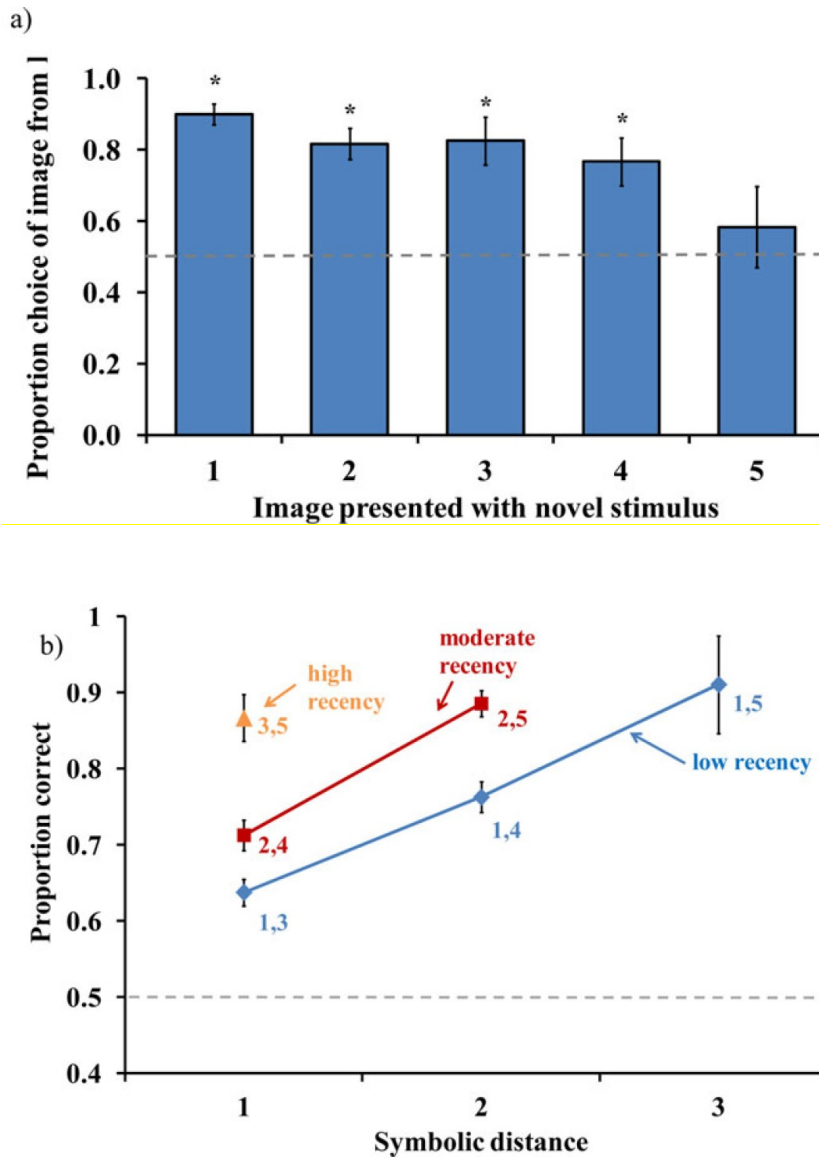 a)
Proportion choice of image from l
1.0
0.8
0.6
0.4
0.2
0.0
* * * *
1 2 3 4 5
Image presented with novel stimulus
b)
Proportion correct
1
0.9
0.8
0.7
0.6
0.5
0.4
high
recency
3,5
moderate
recency
2,5
2,4
1,5
low recency
1,4
1,3
1 2 3
Symbolic distance